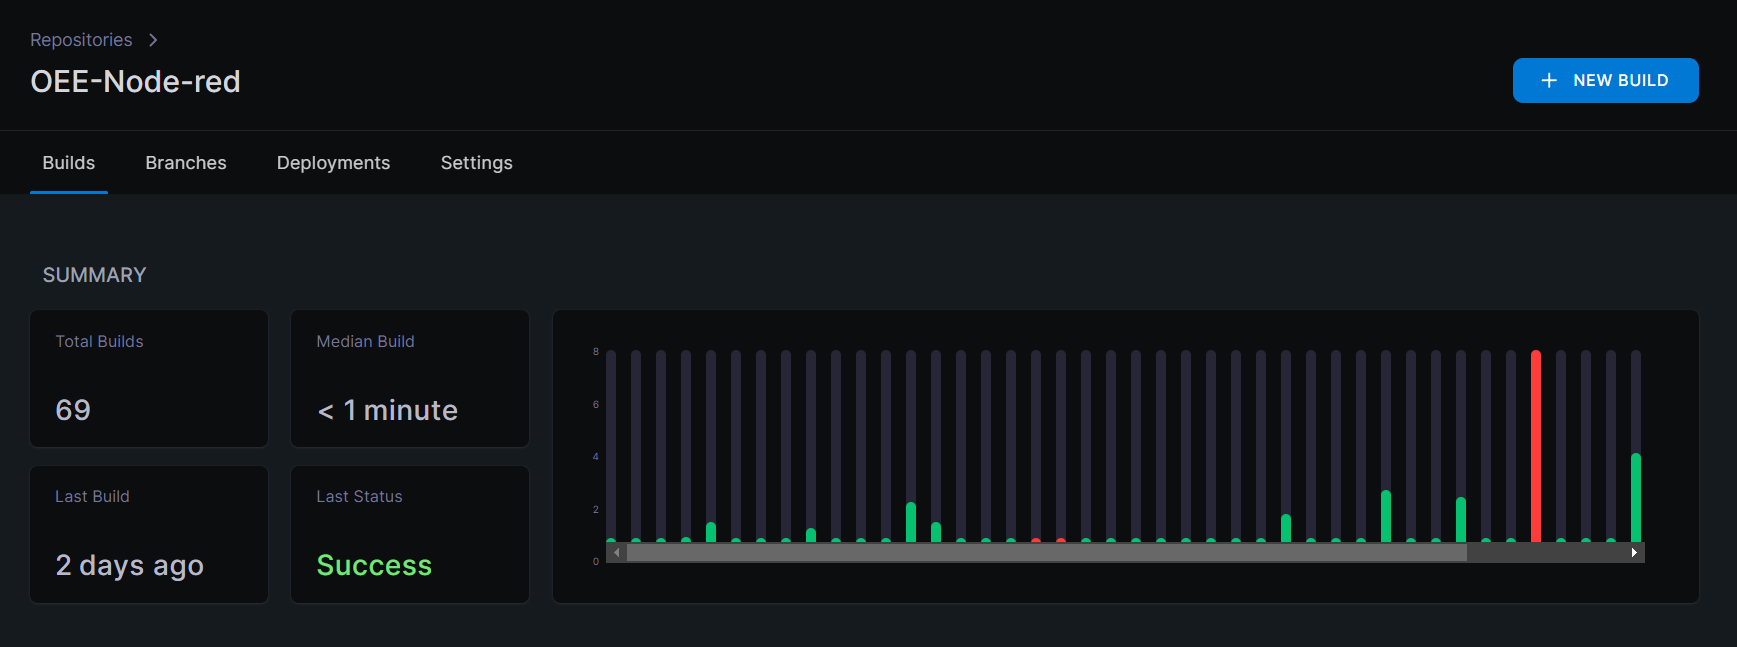 Repositories
OEE-Node-red
NEW BUILD
Builds Branches Deployments Settings
SUMMARY
Total Builds
69
Median Build
< 1 minute
Last Build
2 days ago
Last Status
Success
8
6
4
2
0